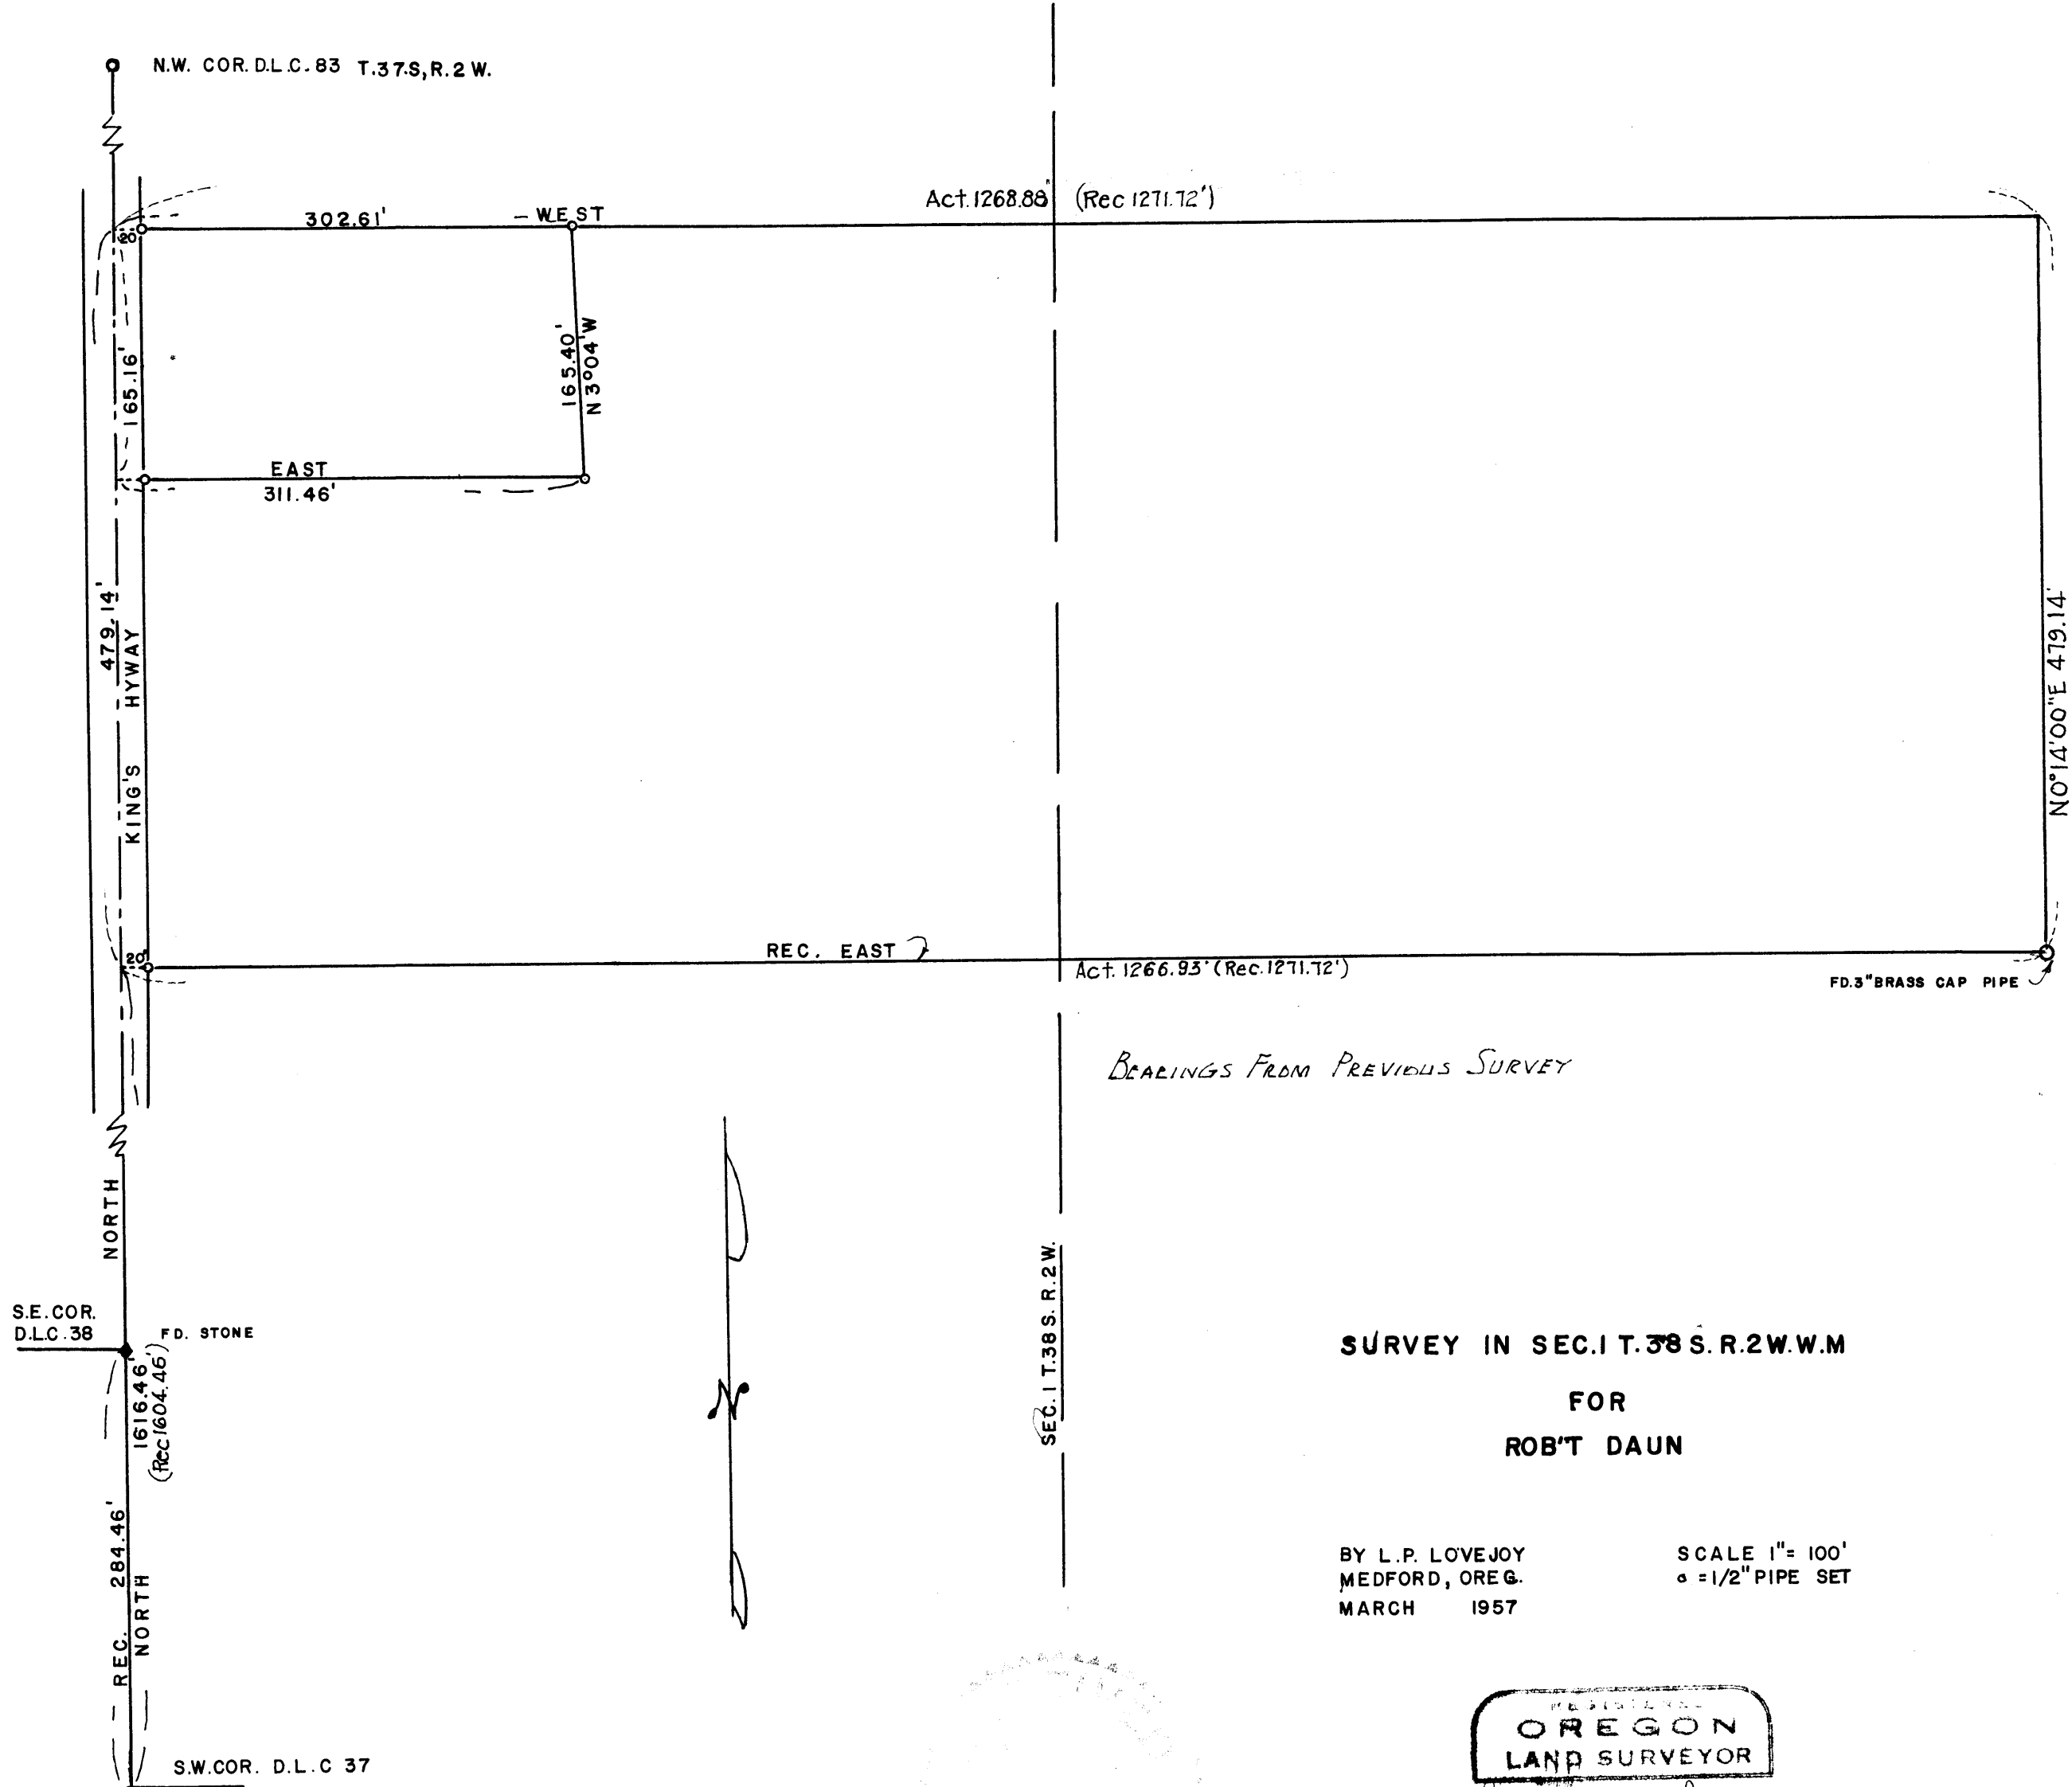 N.W. COR. D.L.C. 83 T.37.S, R. 2 W.
Act. 1268.88' (Rec 1271.72')
302.61'
- WEST
20'
165.16'
165.40'
N 3°04' W
EAST
311.46'
479.14'
KING'S HYWAY
N0°14'00"E 479.14'
REC. EAST
20'
Act. 1266.93' (Rec. 1271.72')
FD. 3" BRASS CAP PIPE
BEARINGS FROM PREVIOUS SURVEY
NORTH
S.E. COR.
D.L.C. 38
FD. STONE
1616.46'
(Rec 1604.46')
N
SEC. 1 T.38 S. R. 2 W.
REC. 284.46'
NORTH
S.W. COR. D.L.C 37
SURVEY IN SEC. 1 T. 38 S. R. 2 W. W. M
FOR
ROB'T DAUN
BY L.P. LOVEJOY
MEDFORD, OREG.
MARCH 1957
SCALE 1" = 100'
o = 1/2" PIPE SET
REGISTERED
OREGON
LAND SURVEYOR